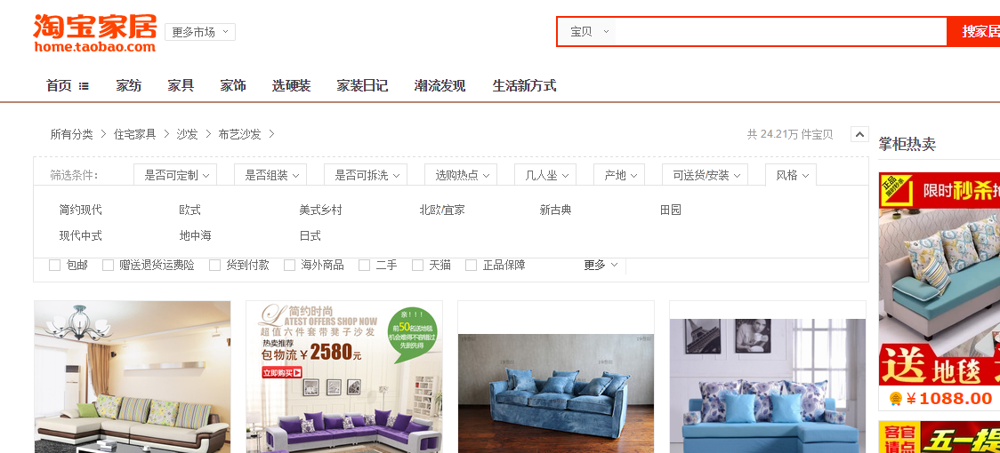 淘宝家居
home.taobao.com
更多市场
宝贝
搜家居
首页 家纺 家具 家饰 选硬装 家装日记 潮流发现 生活新方式
所有分类 > 住宅家具 > 沙发 > 布艺沙发 >
共 24.21万 件宝贝
掌柜热卖
筛选条件: 是否可定制 是否组装 是否可拆洗 选购热点 几人坐 产地 可送货/安装 风格
简约现代 欧式 美式乡村 北欧/宜家 新古典 田园
现代中式 地中海 日式
包邮 赠送退货运费险 货到付款 海外商品 二手 天猫 正品保障 更多
简约时尚
LATEST OFFERS SHOP NOW
超值六件套带凳子沙发
热卖推荐
包物流¥2580元
立即购买
亲!!!
前50名送地毯
机会难得不容错过
先到先得
正品
限时秒杀
送地毯
¥1088.00
客官
请点
五一提